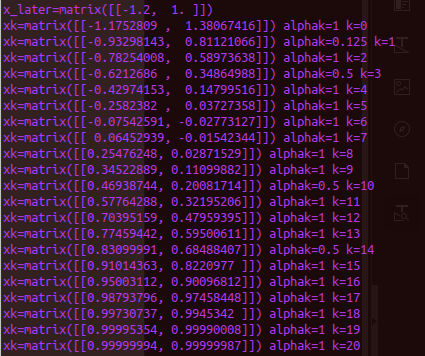 x_later=matrix([[-1.2,  1. ]])
xk=matrix([[-1.1752809 ,  1.38067416]]) alphak=1 k=0
xk=matrix([[-0.93298143,  0.81121066]]) alphak=0.125 k=1
xk=matrix([[-0.78254008,  0.58973638]]) alphak=1 k=2
xk=matrix([[-0.6212686 ,  0.34864988]]) alphak=0.5 k=3
xk=matrix([[-0.42974153,  0.14799516]]) alphak=1 k=4
xk=matrix([[-0.2582382 ,  0.03727358]]) alphak=1 k=5
xk=matrix([[-0.07542591, -0.02773127]]) alphak=1 k=6
xk=matrix([[ 0.06452939, -0.01542344]]) alphak=1 k=7
xk=matrix([[0.25476248, 0.02871529]]) alphak=1 k=8
xk=matrix([[0.34522889, 0.11099882]]) alphak=1 k=9
xk=matrix([[0.46938744, 0.20081714]]) alphak=0.5 k=10
xk=matrix([[0.57764288, 0.32195206]]) alphak=1 k=11
xk=matrix([[0.70395159, 0.47959395]]) alphak=1 k=12
xk=matrix([[0.77459442, 0.59500611]]) alphak=1 k=13
xk=matrix([[0.83099991, 0.68488407]]) alphak=0.5 k=14
xk=matrix([[0.91014363, 0.8220977 ]]) alphak=1 k=15
xk=matrix([[0.95003112, 0.90096812]]) alphak=1 k=16
xk=matrix([[0.98793796, 0.97458448]]) alphak=1 k=17
xk=matrix([[0.99730737, 0.9945342 ]]) alphak=1 k=18
xk=matrix([[0.99995354, 0.99990008]]) alphak=1 k=19
xk=matrix([[0.99999994, 0.99999987]]) alphak=1 k=20